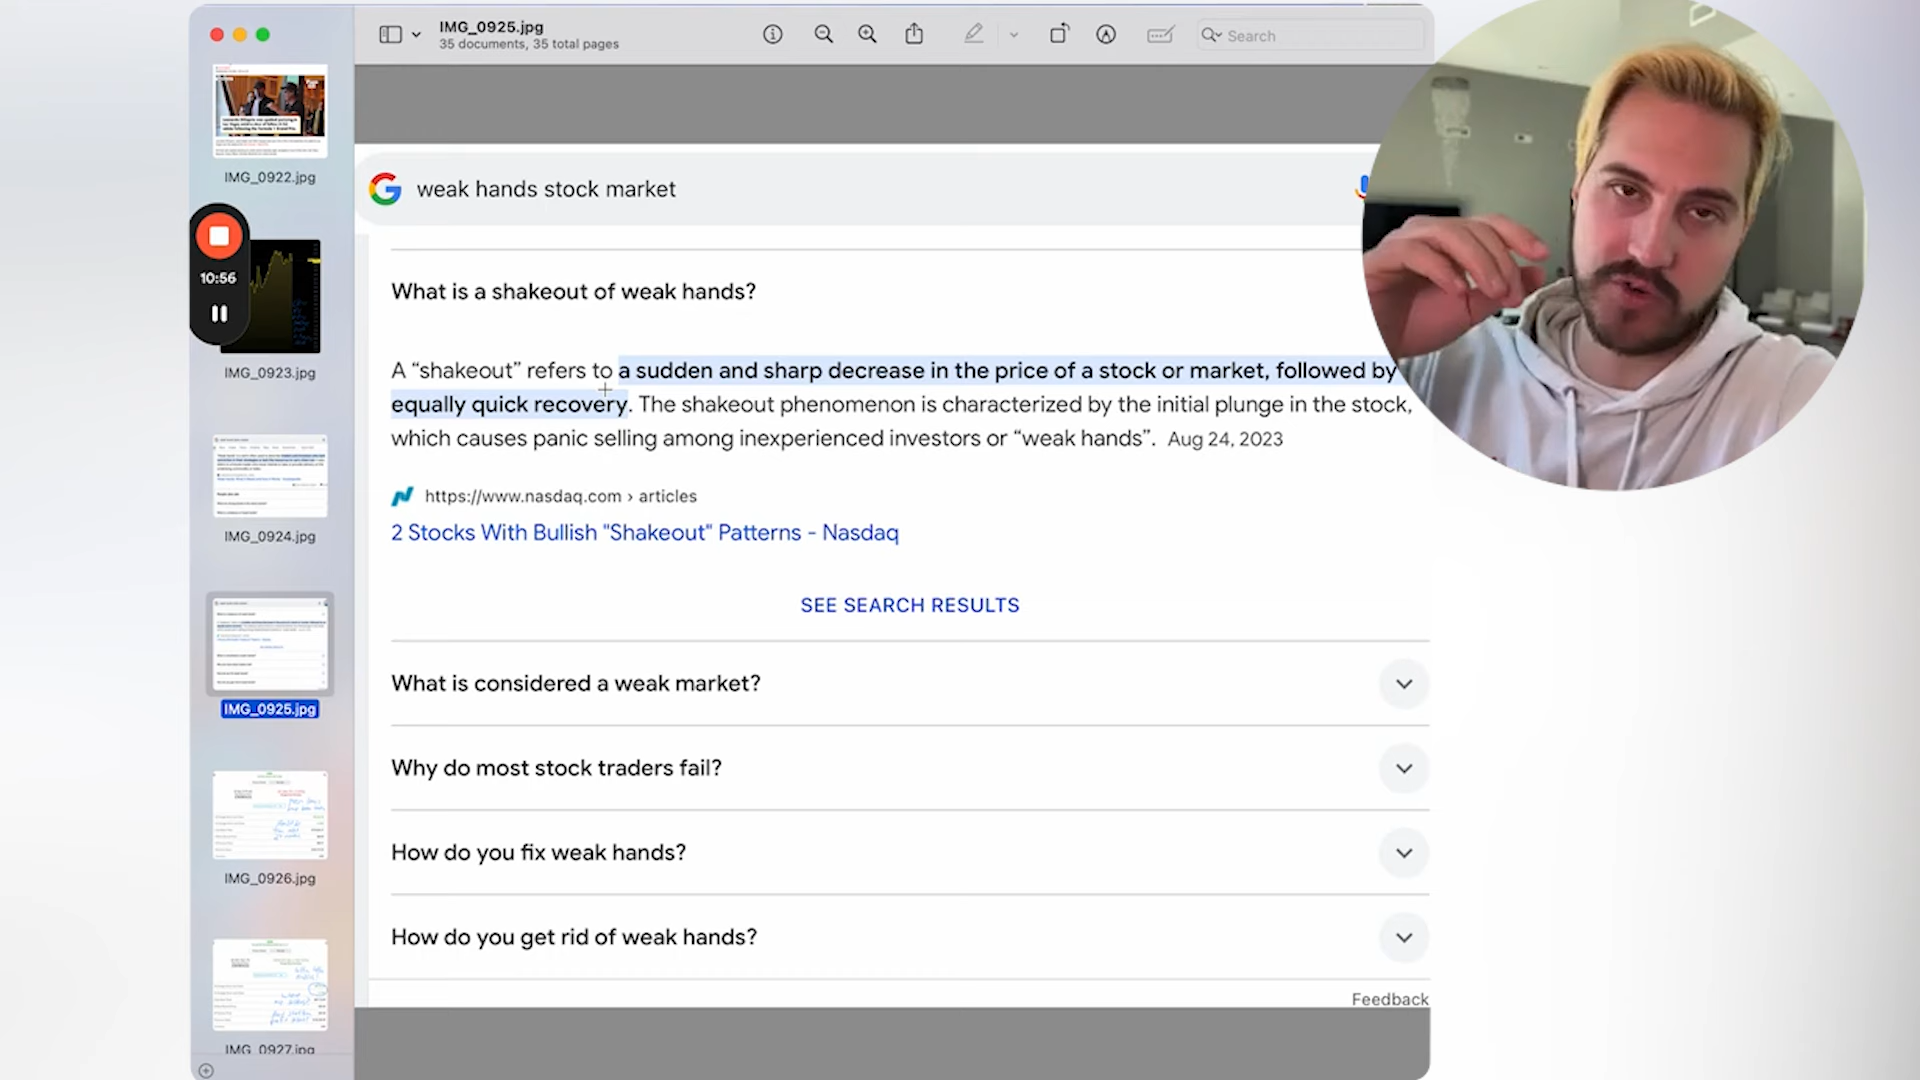 IMG_0925.jpg
35 documents, 35 total pages
Search
IMG_0922.jpg
10:56
IMG_0923.jpg
IMG_0924.jpg
IMG_0925.jpg
IMG_0926.jpg
IMG_0927.jpg
weak hands stock market
What is a shakeout of weak hands?
A “shakeout” refers to a sudden and sharp decrease in the price of a stock or market, followed by
equally quick recovery. The shakeout phenomenon is characterized by the initial plunge in the stock,
which causes panic selling among inexperienced investors or “weak hands”. Aug 24, 2023
https://www.nasdaq.com › articles
2 Stocks With Bullish "Shakeout" Patterns - Nasdaq
SEE SEARCH RESULTS
What is considered a weak market?
Why do most stock traders fail?
How do you fix weak hands?
How do you get rid of weak hands?
Feedback